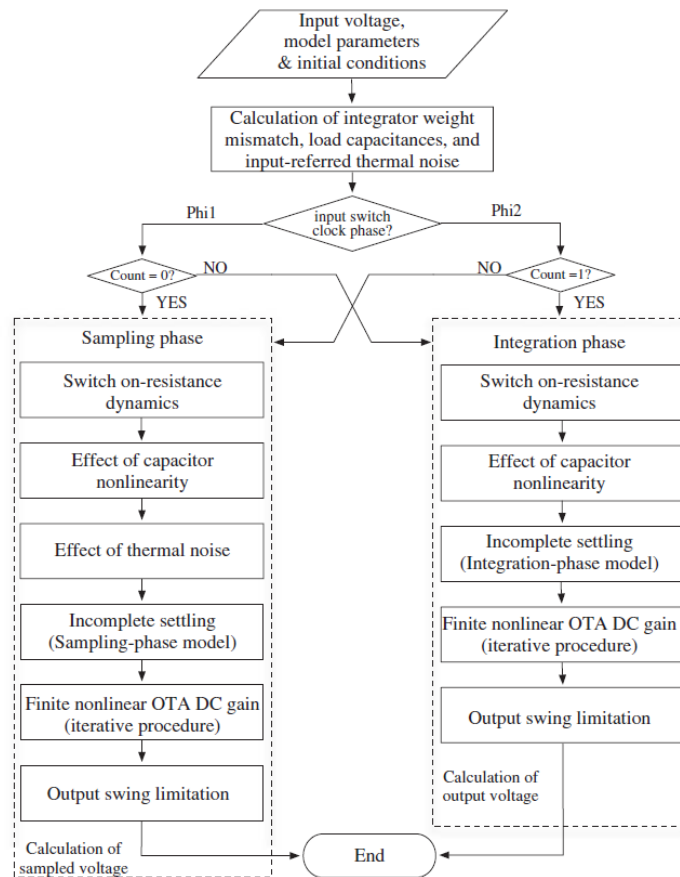 Input voltage,
model parameters
& initial conditions
Calculation of integrator weight
mismatch, load capacitances, and
input-referred thermal noise
Phi1
input switch
clock phase?
Phi2
Count = 0?
NO
YES
NO
Count =1?
YES
Sampling phase
Switch on-resistance
dynamics
Effect of capacitor
nonlinearity
Effect of thermal noise
Incomplete settling
(Sampling-phase model)
Finite nonlinear OTA DC gain
(iterative procedure)
Output swing limitation
Calculation of
sampled voltage
Integration phase
Switch on-resistance
dynamics
Effect of capacitor
nonlinearity
Incomplete settling
(Integration-phase model)
Finite nonlinear OTA DC gain
(iterative procedure)
Output swing limitation
Calculation of
output voltage
End